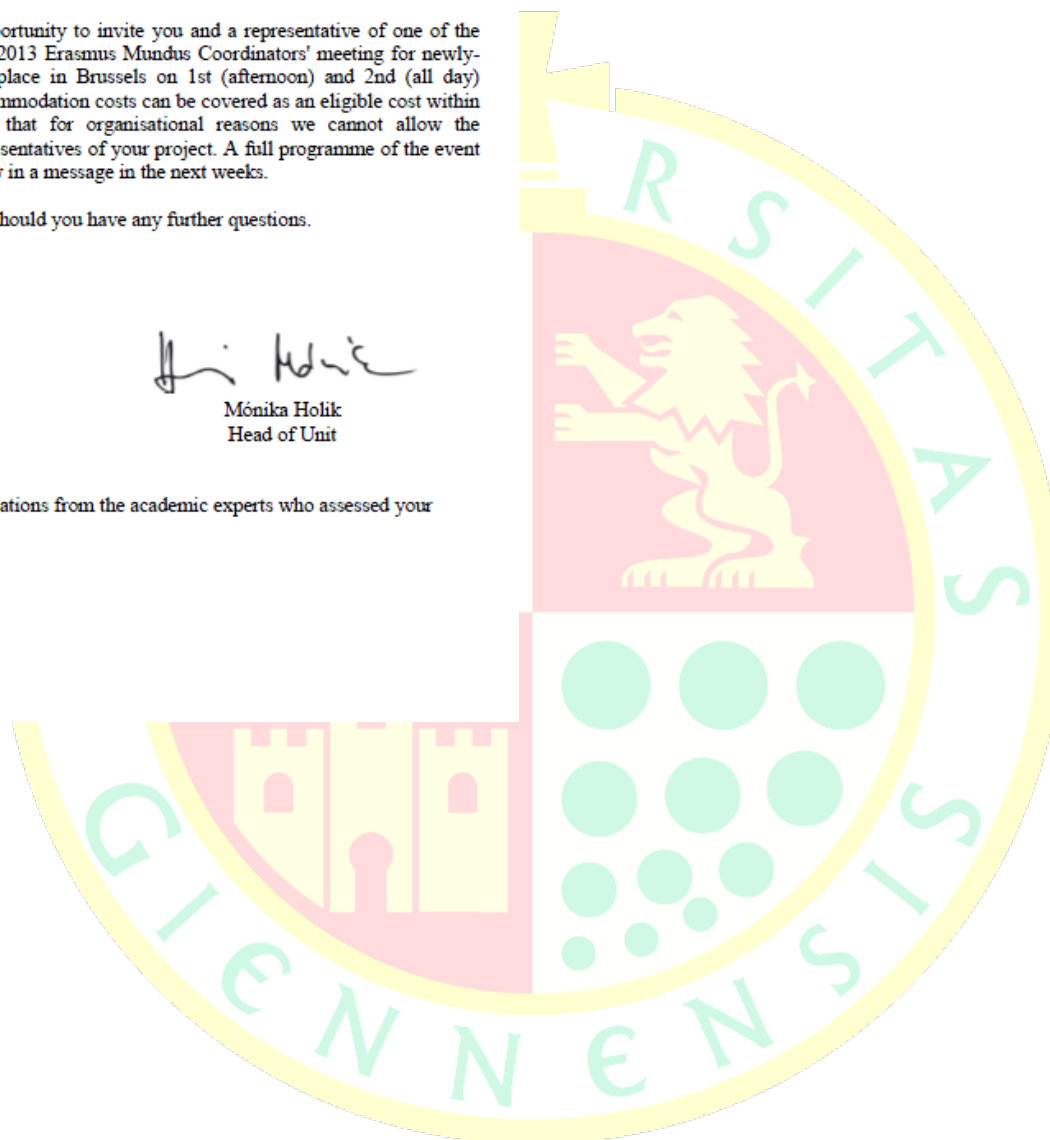 ortunity to invite you and a representative of one of the
2013 Erasmus Mundus Coordinators' meeting for newly-
place in Brussels on 1st (afternoon) and 2nd (all day)
mmodation costs can be covered as an eligible cost within
that for organisational reasons we cannot allow the
sentatives of your project. A full programme of the event
in a message in the next weeks.
hould you have any further questions.
Mónika Holik
Head of Unit
ations from the academic experts who assessed your
RSITAS
GIENNENSIS